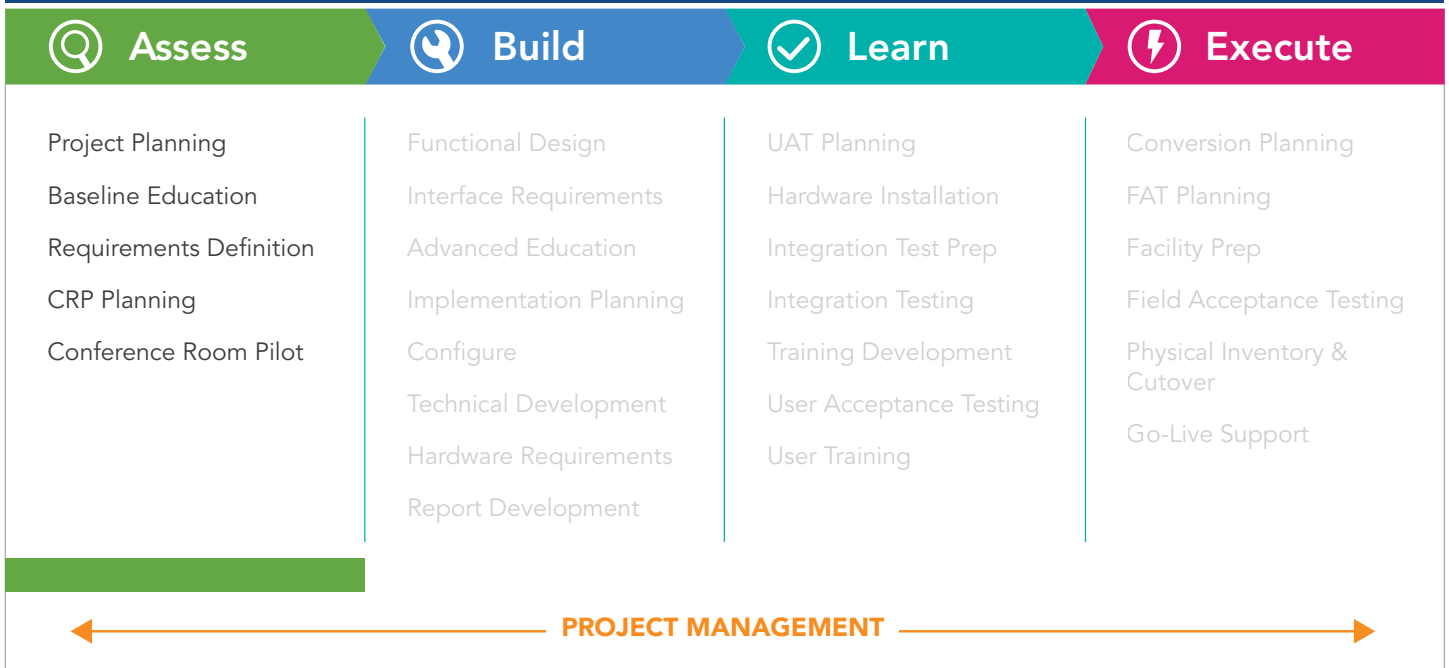 Assess
Build
Learn
Execute
Project Planning
Baseline Education
Requirements Definition
CRP Planning
Conference Room Pilot
Functional Design
Interface Requirements
Advanced Education
Implementation Planning
Configure
Technical Development
Hardware Requirements
Report Development
UAT Planning
Hardware Installation
Integration Test Prep
Integration Testing
Training Development
User Acceptance Testing
User Training
Conversion Planning
FAT Planning
Facility Prep
Field Acceptance Testing
Physical Inventory &
Cutover
Go-Live Support
PROJECT MANAGEMENT